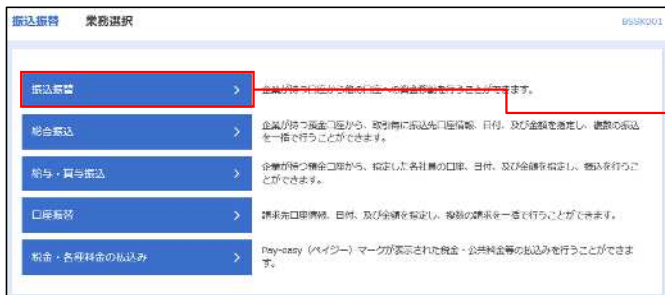 振込振替 業務選択 BSSK001
振込振替 企業が持つ口座から他の口座への資金移動を行うことができます。
総合振込 企業が持つ預金口座から、取引毎に振込先口座情報、日付、及び金額を指定し、複数の振込
を一括で行うことができます。
給与・賞与振込 企業が持つ預金口座から、指定した各社員の口座、日付、及び金額を指定し、振込を行うこ
とができます。
口座振替 請求先口座情報、日付、及び金額を指定し、複数の請求を一括で行うことができます。
税金・各種料金の払込み Pay-easy（ペイジー）マークが表示された税金・公共料金等の払込みを行うことができま
す。